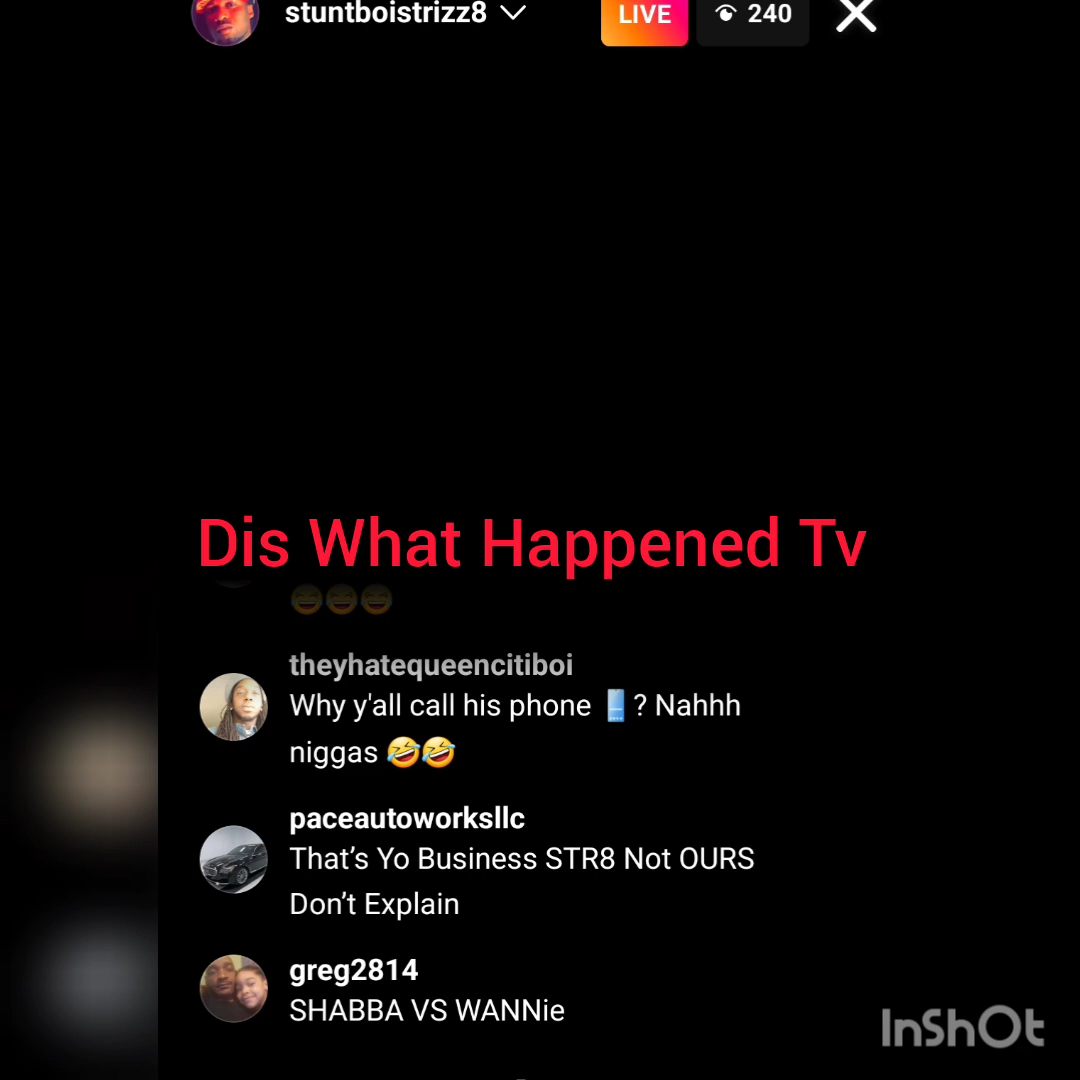 stuntboistrizz8
LIVE
240
Dis What Happened Tv
😂😂😂
theyhatequeencitiboi
Why y'all call his phone 📱? Nahhh
niggas 🤣🤣
paceautoworksllc
That’s Yo Business STR8 Not OURS
Don’t Explain
greg2814
SHABBA VS WANNie
InShOt